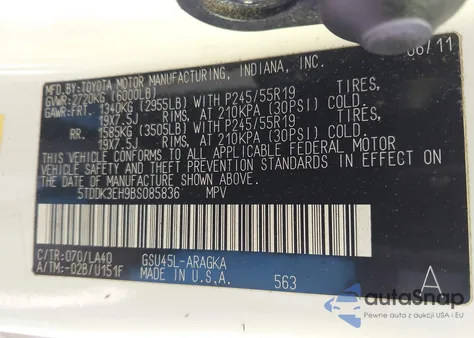 06/11
MFD.BY:TOYOTA MOTOR MANUFACTURING, INDIANA, INC.
GVWR:2720KG (6000LB)
GAWR:FRT. 1340KG (2955LB) WITH P245/55R19 TIRES,
19X7.5J RIMS, AT 210KPA (30PSI) COLD.
RR. 1585KG (3505LB) WITH P245/55R19 TIRES,
19X7.5J RIMS, AT 210KPA (30PSI) COLD.
THIS VEHICLE CONFORMS TO ALL APPLICABLE FEDERAL MOTOR
VEHICLE SAFETY AND THEFT PREVENTION STANDARDS IN EFFECT
ON THE DATE OF MANUFACTURE SHOWN ABOVE.
5TDDK3EH9BS085836 MPV
C/TR:070/LA40 GSU45L-ARAGKA
A/TM:-02B/U151F MADE IN U.S.A. 563 A
autoSnap
Pewne auta z aukcji USA i EU